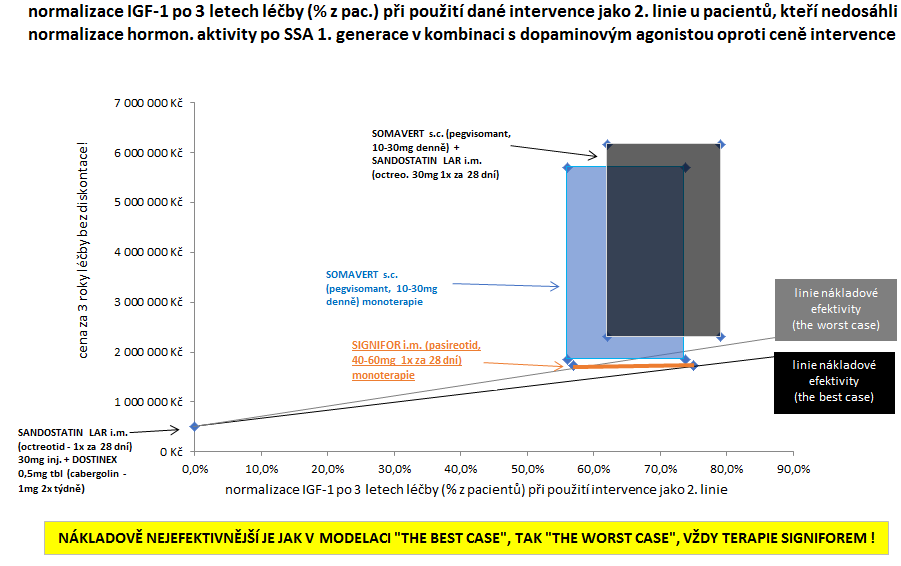 normalizace IGF-1 po 3 letech léčby (% z pac.) při použití dané intervence jako 2. linie u pacientů, kteří nedosáhli
normalizace hormon. aktivity po SSA 1. generace v kombinaci s dopaminovým agonistou oproti ceně intervence
cena za 3 roky léčby bez diskontace!
7 000 000 Kč
6 000 000 Kč
5 000 000 Kč
4 000 000 Kč
3 000 000 Kč
2 000 000 Kč
1 000 000 Kč
0 Kč
SOMAVERT s.c. (pegvisomant,
10-30mg denně) +
SANDOSTATIN LAR i.m.
(octreo. 30mg 1x za 28 dní)
SOMAVERT s.c.
(pegvisomant, 10-30mg
denně) monoterapie
SIGNIFOR i.m. (pasireotid,
40-60mg 1x za 28 dní)
monoterapie
linie nákladové
efektivity
(the worst case)
linie nákladové
efektivity
(the best case)
SANDOSTATIN LAR i.m.
(octreotid - 1x za 28 dní)
30mg inj. + DOSTINEX
0,5mg tbl (cabergolin -
1mg 2x týdně)
0,0% 10,0% 20,0% 30,0% 40,0% 50,0% 60,0% 70,0% 80,0% 90,0%
normalizace IGF-1 po 3 letech léčby (% z pacientů) při použití intervence jako 2. linie
NÁKLADOVĚ NEJEFEKTIVNĚJŠÍ JE JAK V MODELACI "THE BEST CASE", TAK "THE WORST CASE", VŽDY TERAPIE SIGNIFOREM !